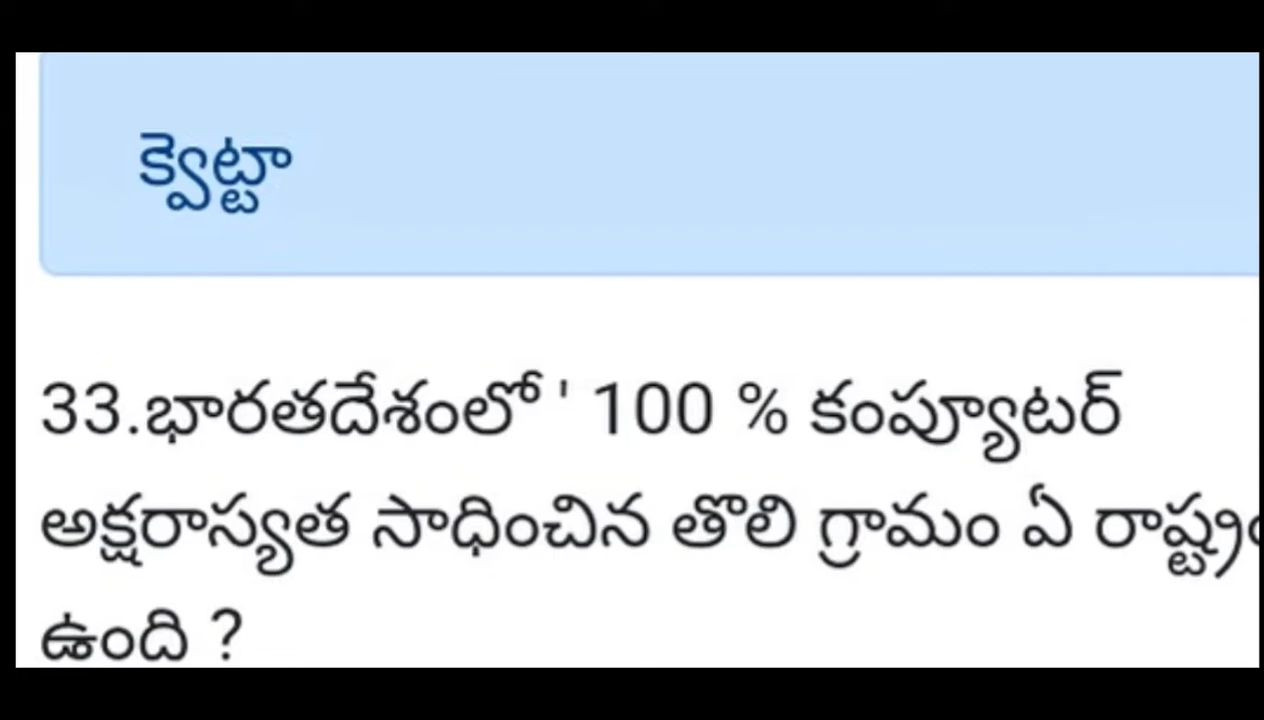 క్వెట్టా
33.భారతదేశంలో ' 100 % కంప్యూటర్
అక్షరాస్యత సాధించిన తొలి గ్రామం ఏ
ఉంది ?